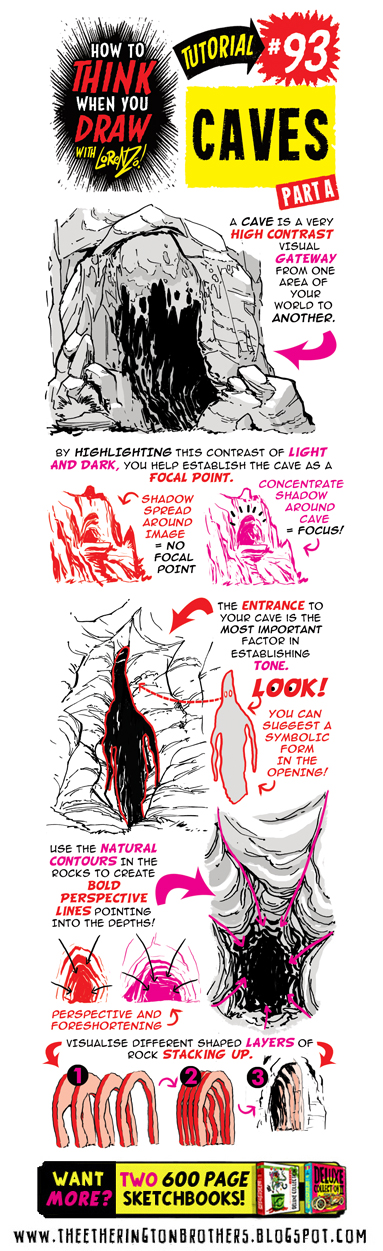 HOW TO
THINK
WHEN YOU
DRAW
WITH LORENZO!
TUTORIAL
#93
CAVES
PART A
A CAVE IS A VERY
HIGH CONTRAST
VISUAL
GATEWAY
FROM ONE
AREA OF
YOUR
WORLD TO
ANOTHER.
BY HIGHLIGHTING THIS CONTRAST OF LIGHT
AND DARK, YOU HELP ESTABLISH THE CAVE AS A
FOCAL POINT.
SHADOW
SPREAD
AROUND
IMAGE
= NO
FOCAL
POINT
CONCENTRATE
SHADOW
AROUND
CAVE
= FOCUS!
THE ENTRANCE TO
YOUR CAVE IS THE
MOST IMPORTANT
FACTOR IN
ESTABLISHING
TONE.
LOOK!
YOU CAN
SUGGEST A
SYMBOLIC
FORM
IN THE
OPENING!
USE THE NATURAL
CONTOURS IN THE
ROCKS TO CREATE
BOLD
PERSPECTIVE
LINES POINTING
INTO THE DEPTHS!
PERSPECTIVE AND
FORESHORTENING
VISUALISE DIFFERENT SHAPED LAYERS OF
ROCK STACKING UP.
1
2
3
WANT
MORE?
TWO 600 PAGE
SKETCHBOOKS!
DELUXE
COLLECTION
WWW.THEETHERINGTONBROTHERS.BLOGSPOT.COM